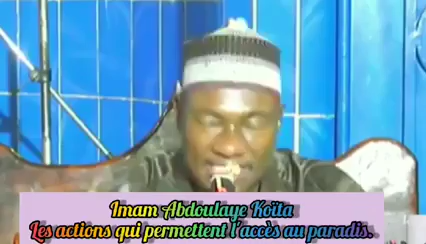 Imam Abdoulaye Koïta
Les actions qui permettent l'accès au paradis.